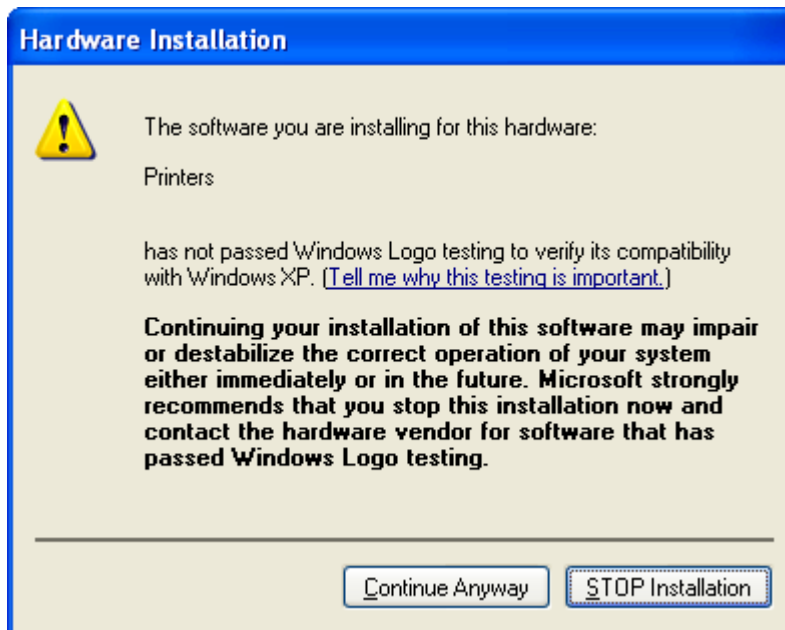 Hardware Installation
The software you are installing for this hardware:
Printers
has not passed Windows Logo testing to verify its compatibility
with Windows XP. (Tell me why this testing is important.)
Continuing your installation of this software may impair
or destabilize the correct operation of your system
either immediately or in the future. Microsoft strongly
recommends that you stop this installation now and
contact the hardware vendor for software that has
passed Windows Logo testing.
Continue Anyway
STOP Installation